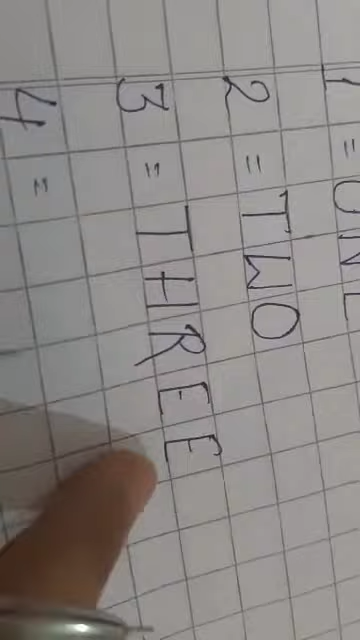 1 = ONE
2 = TWO
3 = THREE
4 =